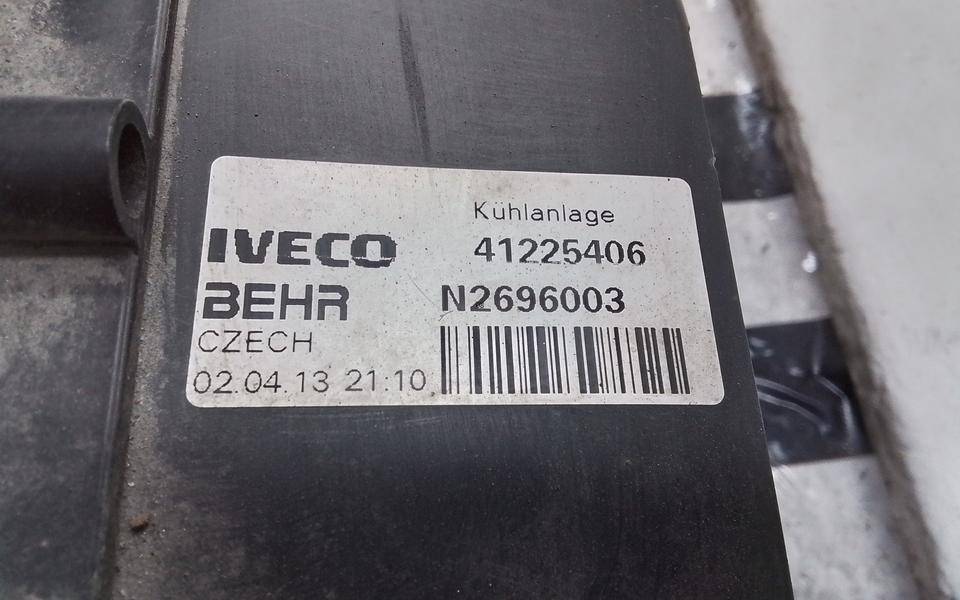 Kühlanlage
IVECO 41225406
BEHR N2696003
CZECH
02.04.13 21:10